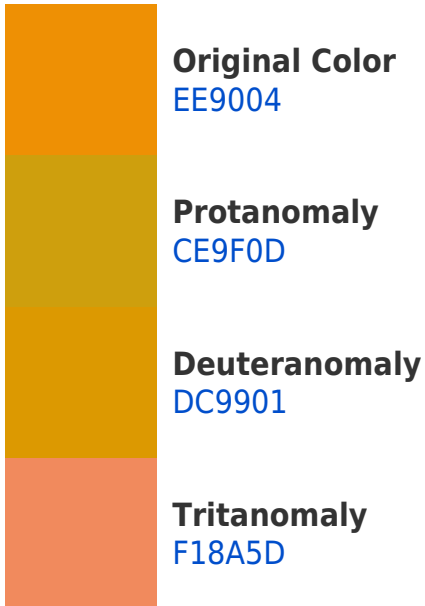 Original Color
EE9004
Protanomaly
CE9F0D
Deuteranomaly
DC9901
Tritanomaly
F18A5D